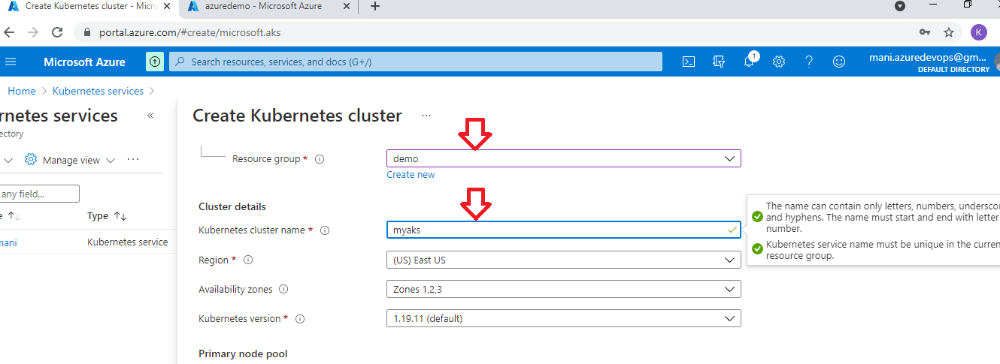 Create Kubernetes cluster - Micro
azuredemo - Microsoft Azure
portal.azure.com/#create/microsoft.aks
K
Microsoft Azure
Search resources, services, and docs (G+/)
1
mani.azuredevops@gm...
DEFAULT DIRECTORY
Home > Kubernetes services >
rnetes services «
ectory
Manage view ...
any field...
e ↑↓ Type ↑↓
mani Kubernetes service
Create Kubernetes cluster ...
Resource group * demo
Create new
Cluster details
Kubernetes cluster name * myaks
Region * (US) East US
Availability zones Zones 1,2,3
Kubernetes version * 1.19.11 (default)
Primary node pool
The name can contain only letters, numbers, undersco
and hyphens. The name must start and end with letter
number.
Kubernetes service name must be unique in the curren
resource group.